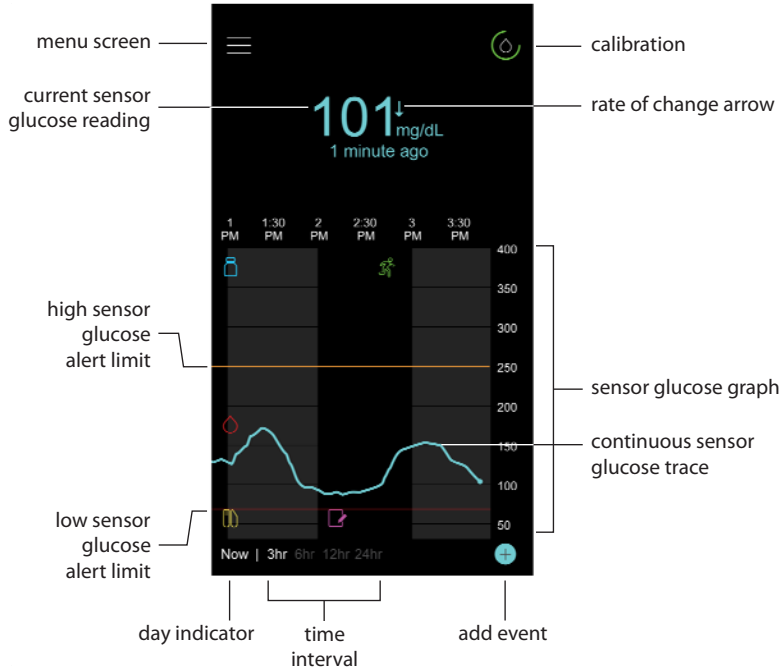 menu screen
calibration
current sensor
glucose reading
101
mg/dL
1 minute ago
rate of change arrow
1
PM
1:30
PM
2
PM
2:30
PM
3
PM
3:30
PM
400
350
300
250
200
150
100
50
high sensor
glucose
alert limit
sensor glucose graph
continuous sensor
glucose trace
low sensor
glucose
alert limit
Now | 3hr 6hr 12hr 24hr
day indicator
time
interval
add event